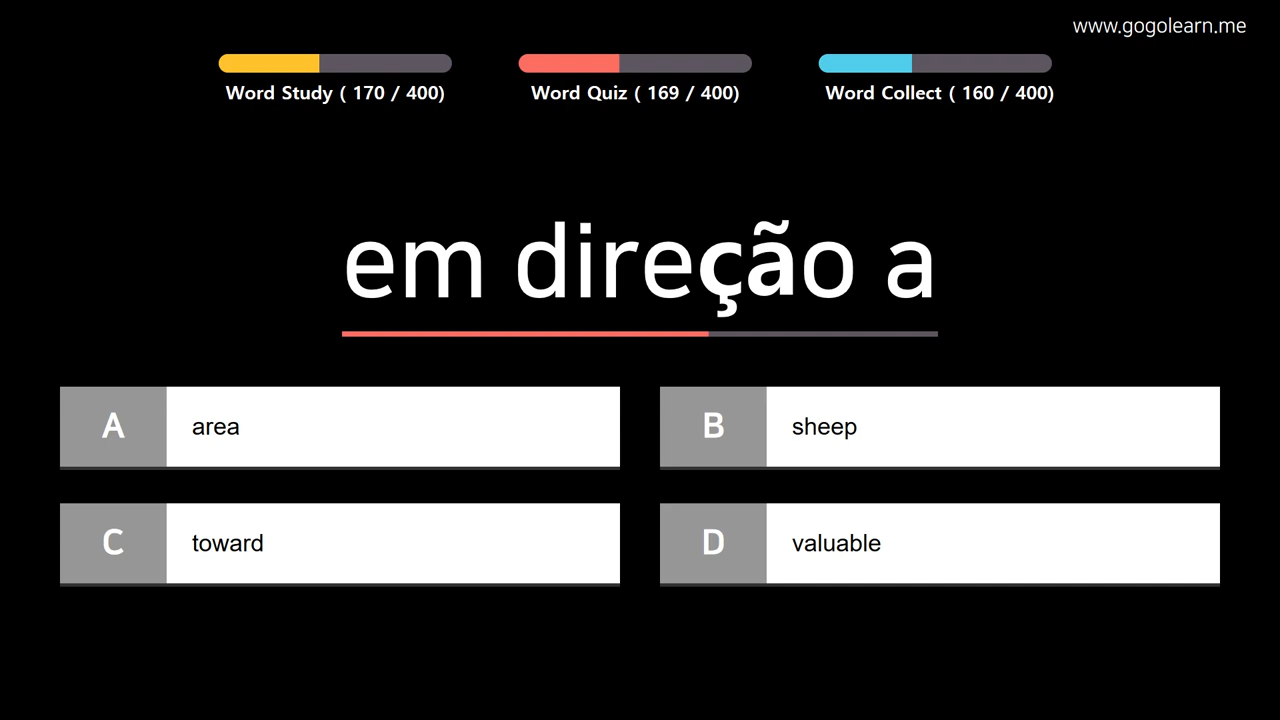 www.gogolearn.me
Word Study ( 170 / 400)
Word Quiz ( 169 / 400)
Word Collect ( 160 / 400)
em direção a
A area
B sheep
C toward
D valuable